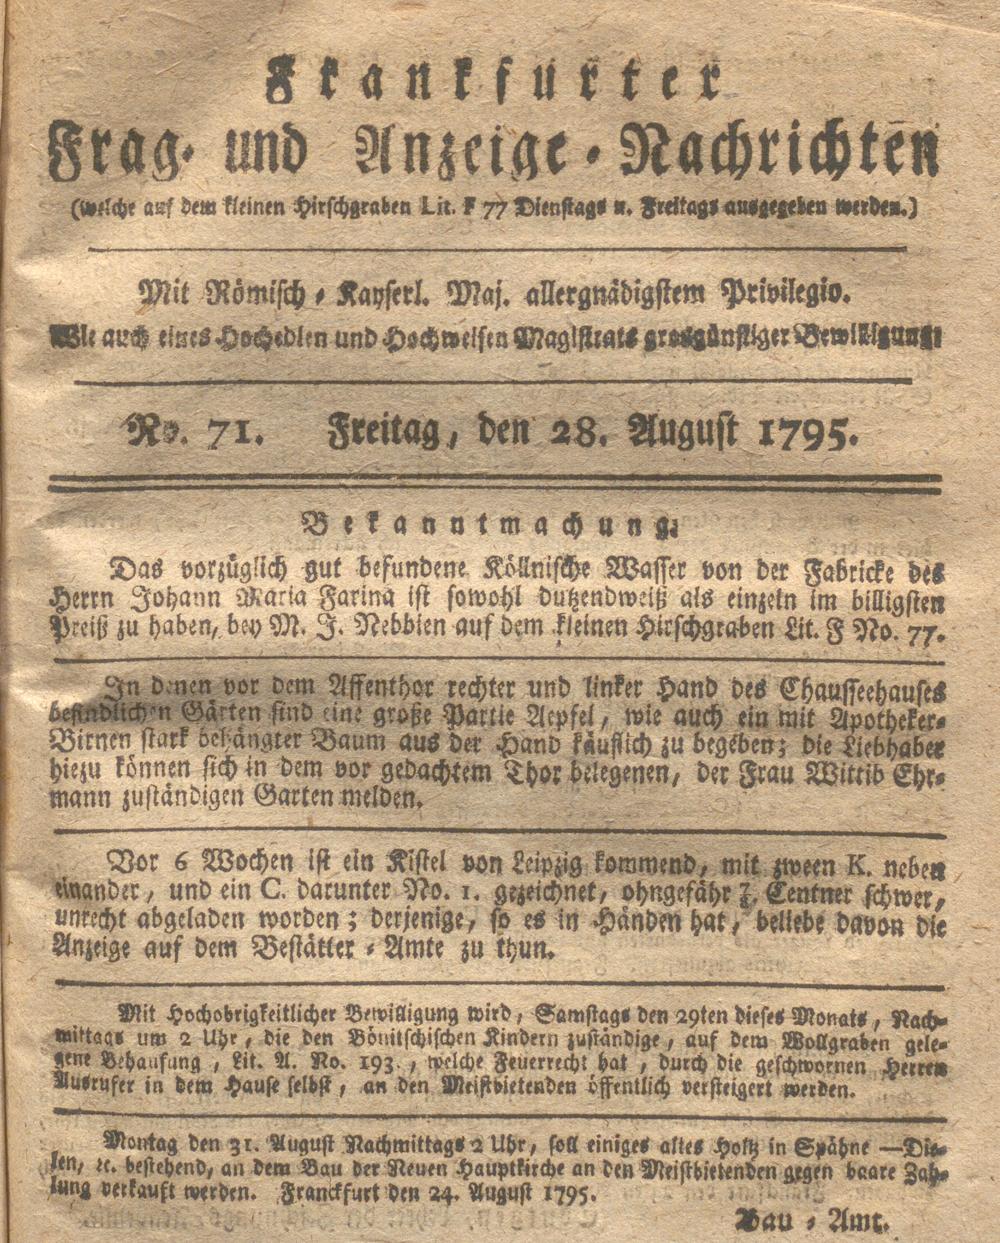 Frankfurter
Frag- und Anzeige-Nachrichten
(welche auf dem kleinen Hirschgraben Lit. F 77 Dienstags u. Freitags ausgegeben werden.)
Mit Römisch-Kayserl. Maj. allergnädigstem Privilegio.
Wie auch eines Hochedlen und Hochweisen Magistrats grosgünstiger Bewilligung
No. 71. Freitag, den 28. August 1795.
Bekanntmachung.
Das vorzüglich gut befundene Köllnische Wasser von der Fabricke des
Herrn Johann Maria Farina ist sowohl dutzendweiß als einzeln im billigsten
Preiß zu haben, bey M. J. Nebbien auf dem kleinen Hirschgraben Lit. F No. 77.
In denen vor dem Affenthor rechter und linker Hand des Chausseehauses
befindlichen Gärten sind eine große Partie Aepfel, wie auch ein mit Apotheker-
Birnen stark behängter Baum aus der Hand käuflich zu begeben; die Liebhaber
hiezu können sich in dem vor gedachtem Thor belegenen, der Frau Wittib Ehr-
mann zuständigen Garten melden.
Vor 6 Wochen ist ein Kistel von Leipzig kommend, mit zween K. neben
einander, und ein C. darunter No. 1. gezeichnet, ohngefähr Centner schwer,
unrecht abgeladen worden; derjenige, so es in Händen hat, beliebe davon die
Anzeige auf dem Bestätter-Amte zu thun.
Mit Hochobrigkeitlicher Bewilligung wird, Samstags den 29ten dieses Monats, Nach-
mittags um 2 Uhr, die den Bönitschischen Kindern zuständige, auf dem Wollgraben gele-
gene Behausung, Lit. A. No. 193., welche Feuerrecht hat, durch die geschwornen Herren
Ausrufer in dem Hause selbst, an den Meistbietenden öffentlich versteigert werden.
Montag den 31. August Nachmittags 2 Uhr, soll einiges altes Holtz in Spähne —Die-
len, ꝛc. bestehend, an dem Bau der Neuen Hauptkirche an den Meistbietenden gegen baare Zah-
lung verkauft werden. Franckfurt den 24. August 1795.
Bau-Amt.